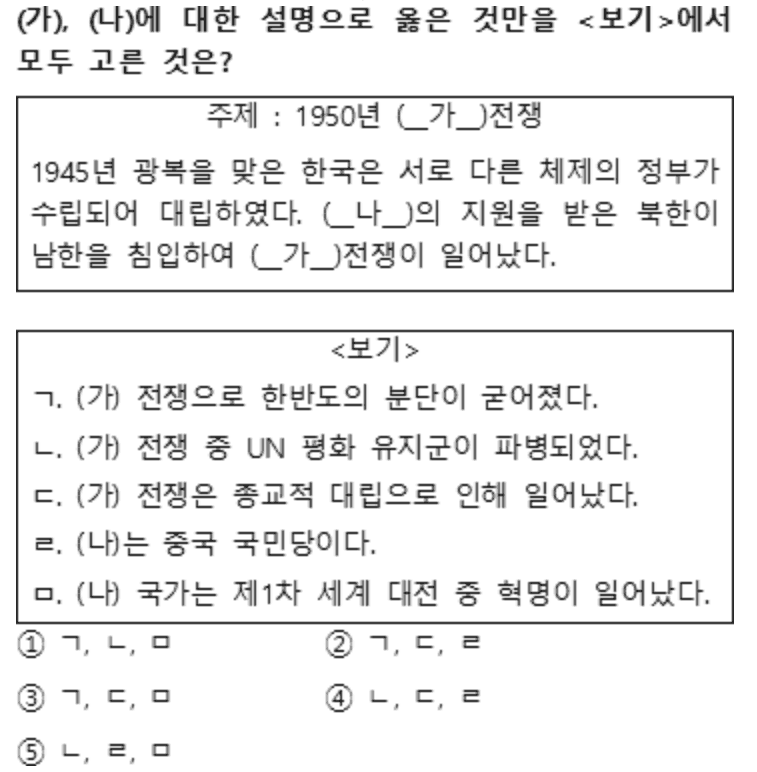 (가), (나)에 대한 설명으로 옳은 것만을 <보기>에서
모두 고른 것은?
주제 : 1950년 (_가_)전쟁
1945년 광복을 맞은 한국은 서로 다른 체제의 정부가
수립되어 대립하였다. (_나_)의 지원을 받은 북한이
남한을 침입하여 (_가_)전쟁이 일어났다.
<보기>
ㄱ. (가) 전쟁으로 한반도의 분단이 굳어졌다.
ㄴ. (가) 전쟁 중 UN 평화 유지군이 파병되었다.
ㄷ. (가) 전쟁은 종교적 대립으로 인해 일어났다.
ㄹ. (나)는 중국 국민당이다.
ㅁ. (나) 국가는 제1차 세계 대전 중 혁명이 일어났다.
① ㄱ, ㄴ, ㅁ ② ㄱ, ㄷ, ㄹ
③ ㄱ, ㄷ, ㅁ ④ ㄴ, ㄷ, ㄹ
⑤ ㄴ, ㄹ, ㅁ